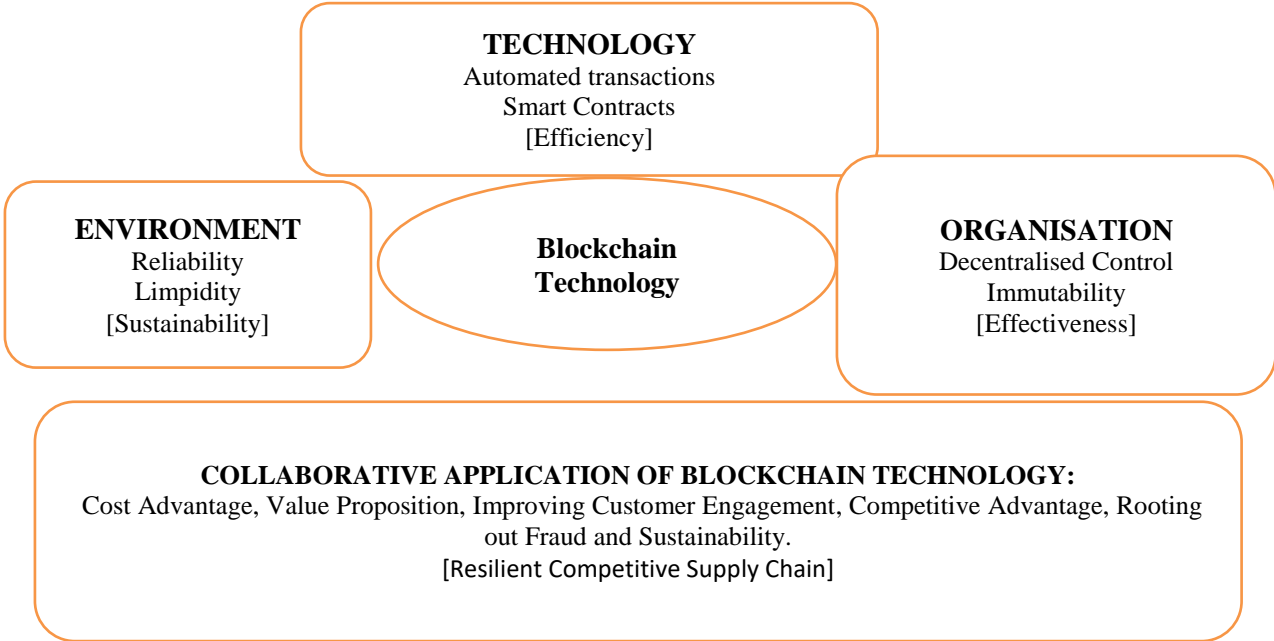 TECHNOLOGY
Automated transactions
Smart Contracts
[Efficiency]
ENVIRONMENT
Reliability
Limpidity
[Sustainability]
Blockchain
Technology
ORGANISATION
Decentralised Control
Immutability
[Effectiveness]
COLLABORATIVE APPLICATION OF BLOCKCHAIN TECHNOLOGY:
Cost Advantage, Value Proposition, Improving Customer Engagement, Competitive Advantage, Rooting
out Fraud and Sustainability.
[Resilient Competitive Supply Chain]